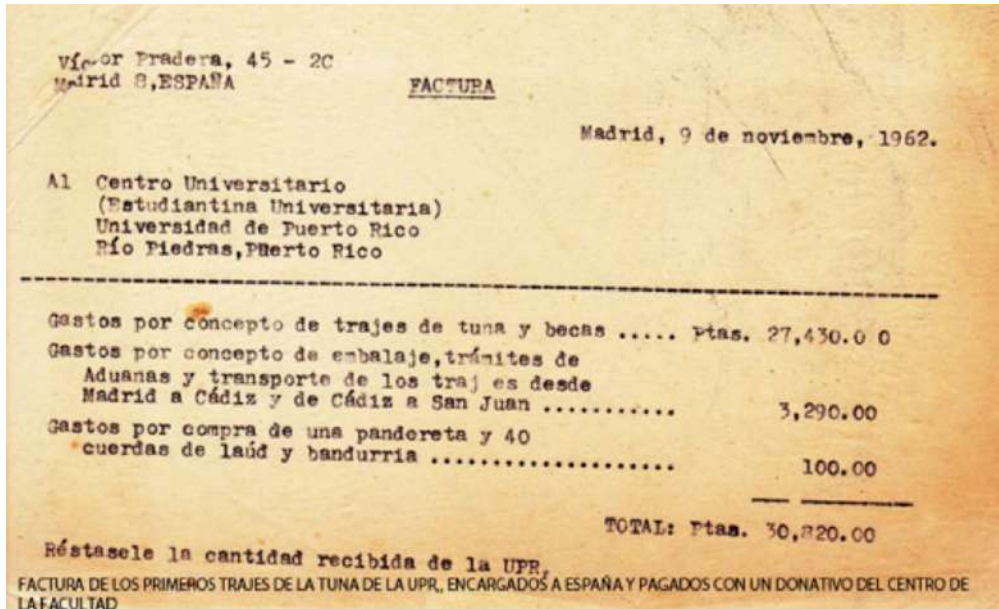 Víctor Pradera, 45 - 2C
Madrid 8,ESPAÑA
FACTURA
Madrid, 9 de noviembre, 1962.
Al Centro Universitario
(Estudiantina Universitaria)
Universidad de Puerto Rico
Río Piedras,Puerto Rico
Gastos por concepto de trajes de tuna y becas ..... Ptas. 27,430.0 0
Gastos por concepto de embalaje,trámites de
Aduanas y transporte de los traj es desde
Madrid a Cádiz y de Cádiz a San Juan ........... 3,290.00
Gastos por compra de una pandereta y 40
cuerdas de laúd y bandurria ..................... 100.00
TOTAL: Ptas. 30,820.00
Réstasele la cantidad recibida de la UPR,
FACTURA DE LOS PRIMEROS TRAJES DE LA TUNA DE LA UPR, ENCARGADOS A ESPAÑA Y PAGADOS CON UN DONATIVO DEL CENTRO DE
LA FACULTAD